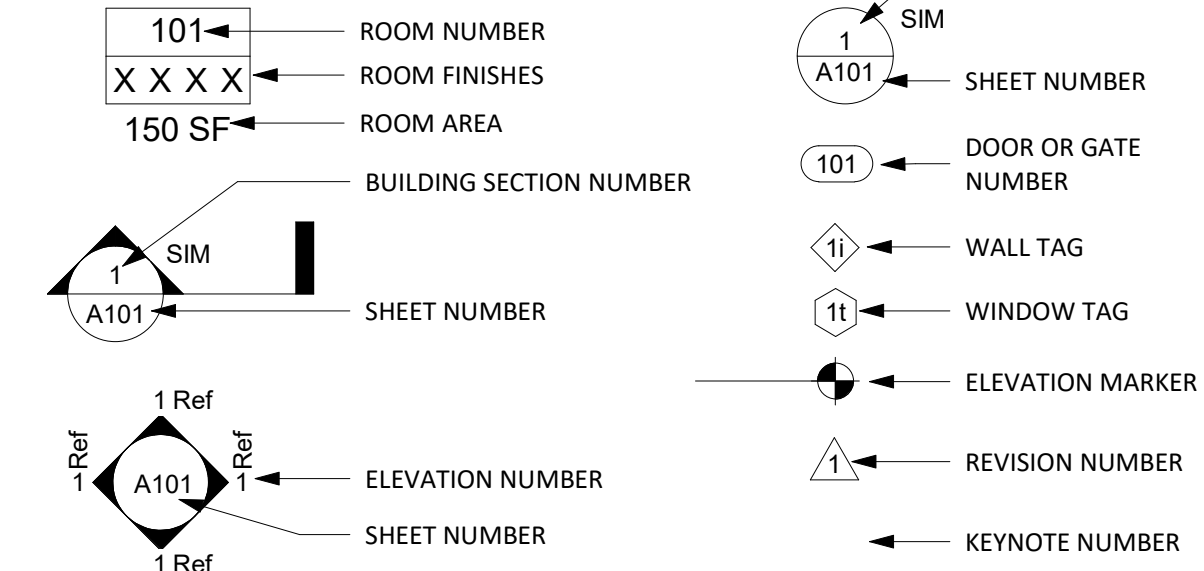 101
ROOM NUMBER
X X X X
ROOM FINISHES
150 SF
ROOM AREA
BUILDING SECTION NUMBER
SIM
1
A101
SHEET NUMBER
1 Ref
1 Ref
1 Ref
A101
ELEVATION NUMBER
SHEET NUMBER
1 Ref
SIM
1
A101
SHEET NUMBER
101
DOOR OR GATE
NUMBER
1i
WALL TAG
1t
WINDOW TAG
ELEVATION MARKER
1
REVISION NUMBER
KEYNOTE NUMBER